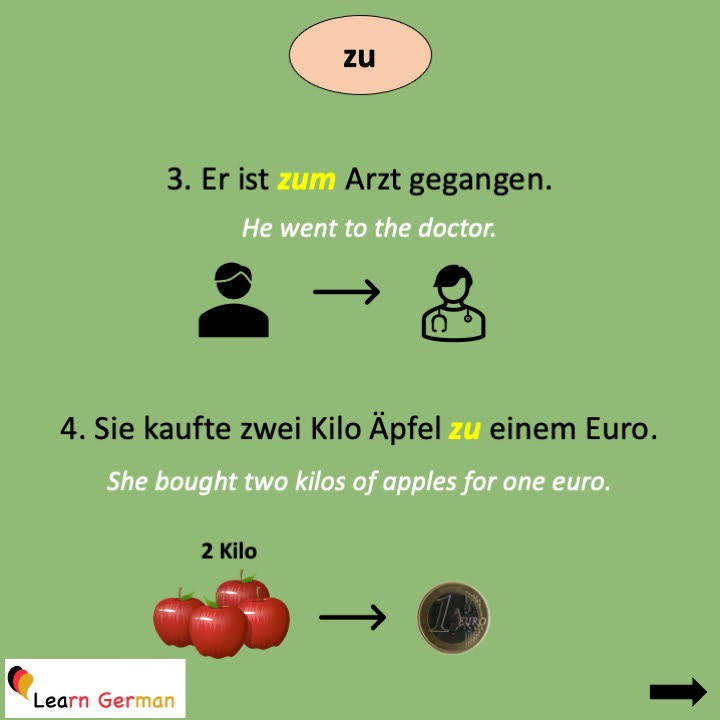 zu
3. Er ist zum Arzt gegangen.
He went to the doctor.
4. Sie kaufte zwei Kilo Äpfel zu einem Euro.
She bought two kilos of apples for one euro.
2 Kilo
1 EURO
Learn German